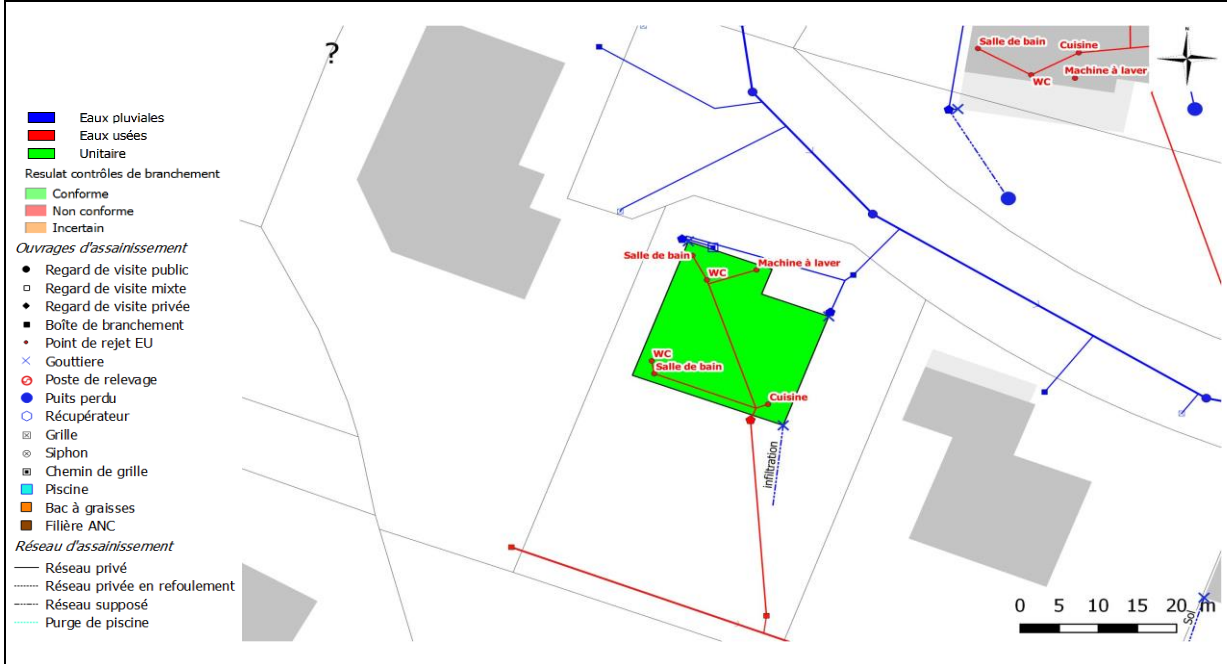 ?
Salle de bain
Cuisine
WC
Machine à laver
Eaux pluviales
Eaux usées
Unitaire
Resulat contrôles de branchement
Conforme
Non conforme
Incertain
Ouvrages d'assainissement
Regard de visite public
Regard de visite mixte
Regard de visite privée
Boîte de branchement
Point de rejet EU
Gouttiere
Poste de relevage
Puits perdu
Récupérateur
Grille
Siphon
Chemin de grille
Piscine
Bac à graisses
Filière ANC
Réseau d'assainissement
Réseau privé
Réseau privée en refoulement
Réseau supposé
Purge de piscine
Salle de bain
Machine à laver
WC
WC
Salle de bain
Cuisine
infiltration
Sol
0 5 10 15 20 m